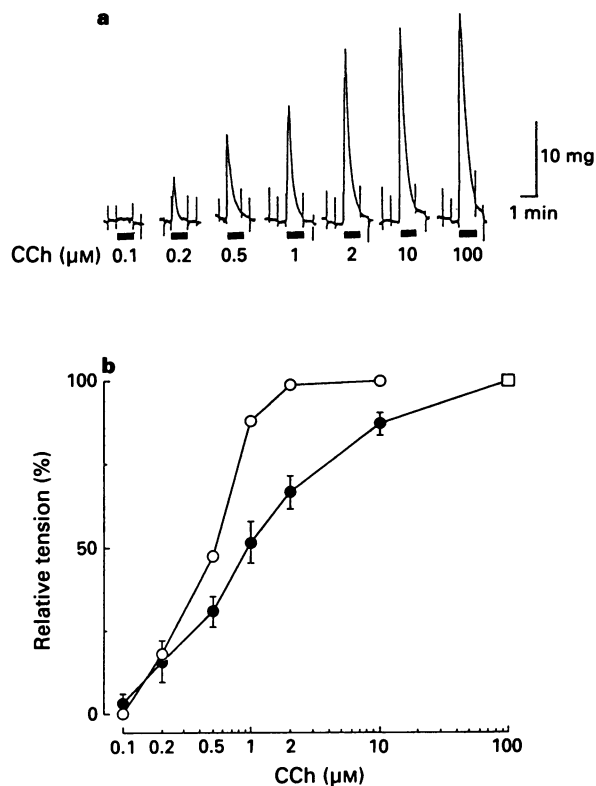 a
10 mg
1 min
CCh (μM) 0.1 0.2 0.5 1 2 10 100
b
100
50
0
Relative tension (%)
0.1 0.2 0.5 1 2 10 100
CCh (μM)